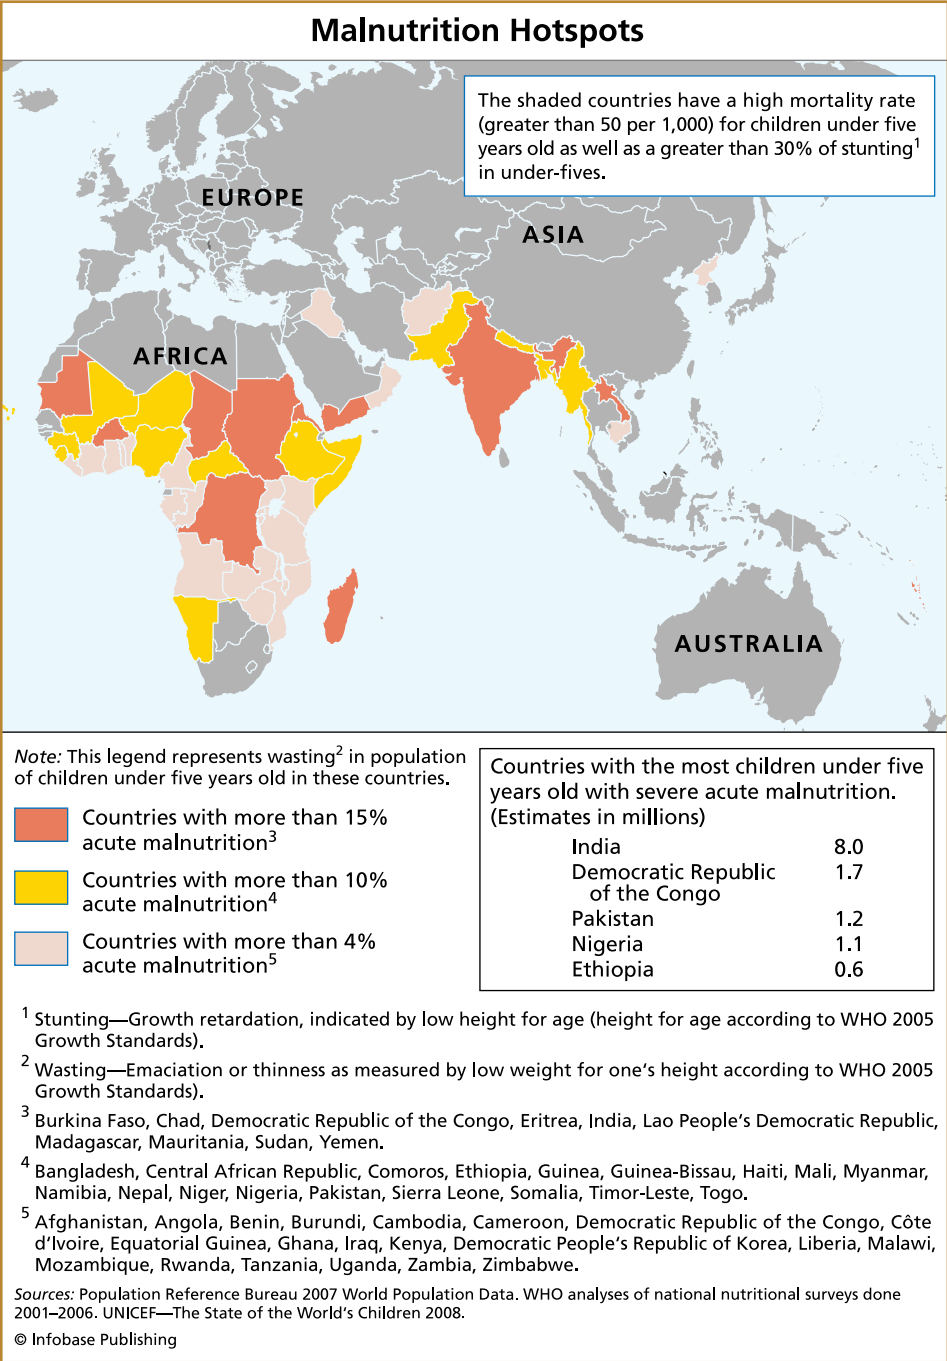 Malnutrition Hotspots
The shaded countries have a high mortality rate
(greater than 50 per 1,000) for children under five
years old as well as a greater than 30% of stunting1
in under-fives.
EUROPE
ASIA
AFRICA
AUSTRALIA
Note: This legend represents wasting2 in population
of children under five years old in these countries.
Countries with more than 15%
acute malnutrition3
Countries with more than 10%
acute malnutrition4
Countries with more than 4%
acute malnutrition5
Countries with the most children under five
years old with severe acute malnutrition.
(Estimates in millions)
India 8.0
Democratic Republic 1.7
of the Congo
Pakistan 1.2
Nigeria 1.1
Ethiopia 0.6
1 Stunting—Growth retardation, indicated by low height for age (height for age according to WHO 2005
Growth Standards).
2 Wasting—Emaciation or thinness as measured by low weight for one's height according to WHO 2005
Growth Standards).
3 Burkina Faso, Chad, Democratic Republic of the Congo, Eritrea, India, Lao People's Democratic Republic,
Madagascar, Mauritania, Sudan, Yemen.
4 Bangladesh, Central African Republic, Comoros, Ethiopia, Guinea, Guinea-Bissau, Haiti, Mali, Myanmar,
Namibia, Nepal, Niger, Nigeria, Pakistan, Sierra Leone, Somalia, Timor-Leste, Togo.
5 Afghanistan, Angola, Benin, Burundi, Cambodia, Cameroon, Democratic Republic of the Congo, Côte
d'Ivoire, Equatorial Guinea, Ghana, Iraq, Kenya, Democratic People's Republic of Korea, Liberia, Malawi,
Mozambique, Rwanda, Tanzania, Uganda, Zambia, Zimbabwe.
Sources: Population Reference Bureau 2007 World Population Data. WHO analyses of national nutritional surveys done
2001–2006. UNICEF—The State of the World's Children 2008.
© Infobase Publishing